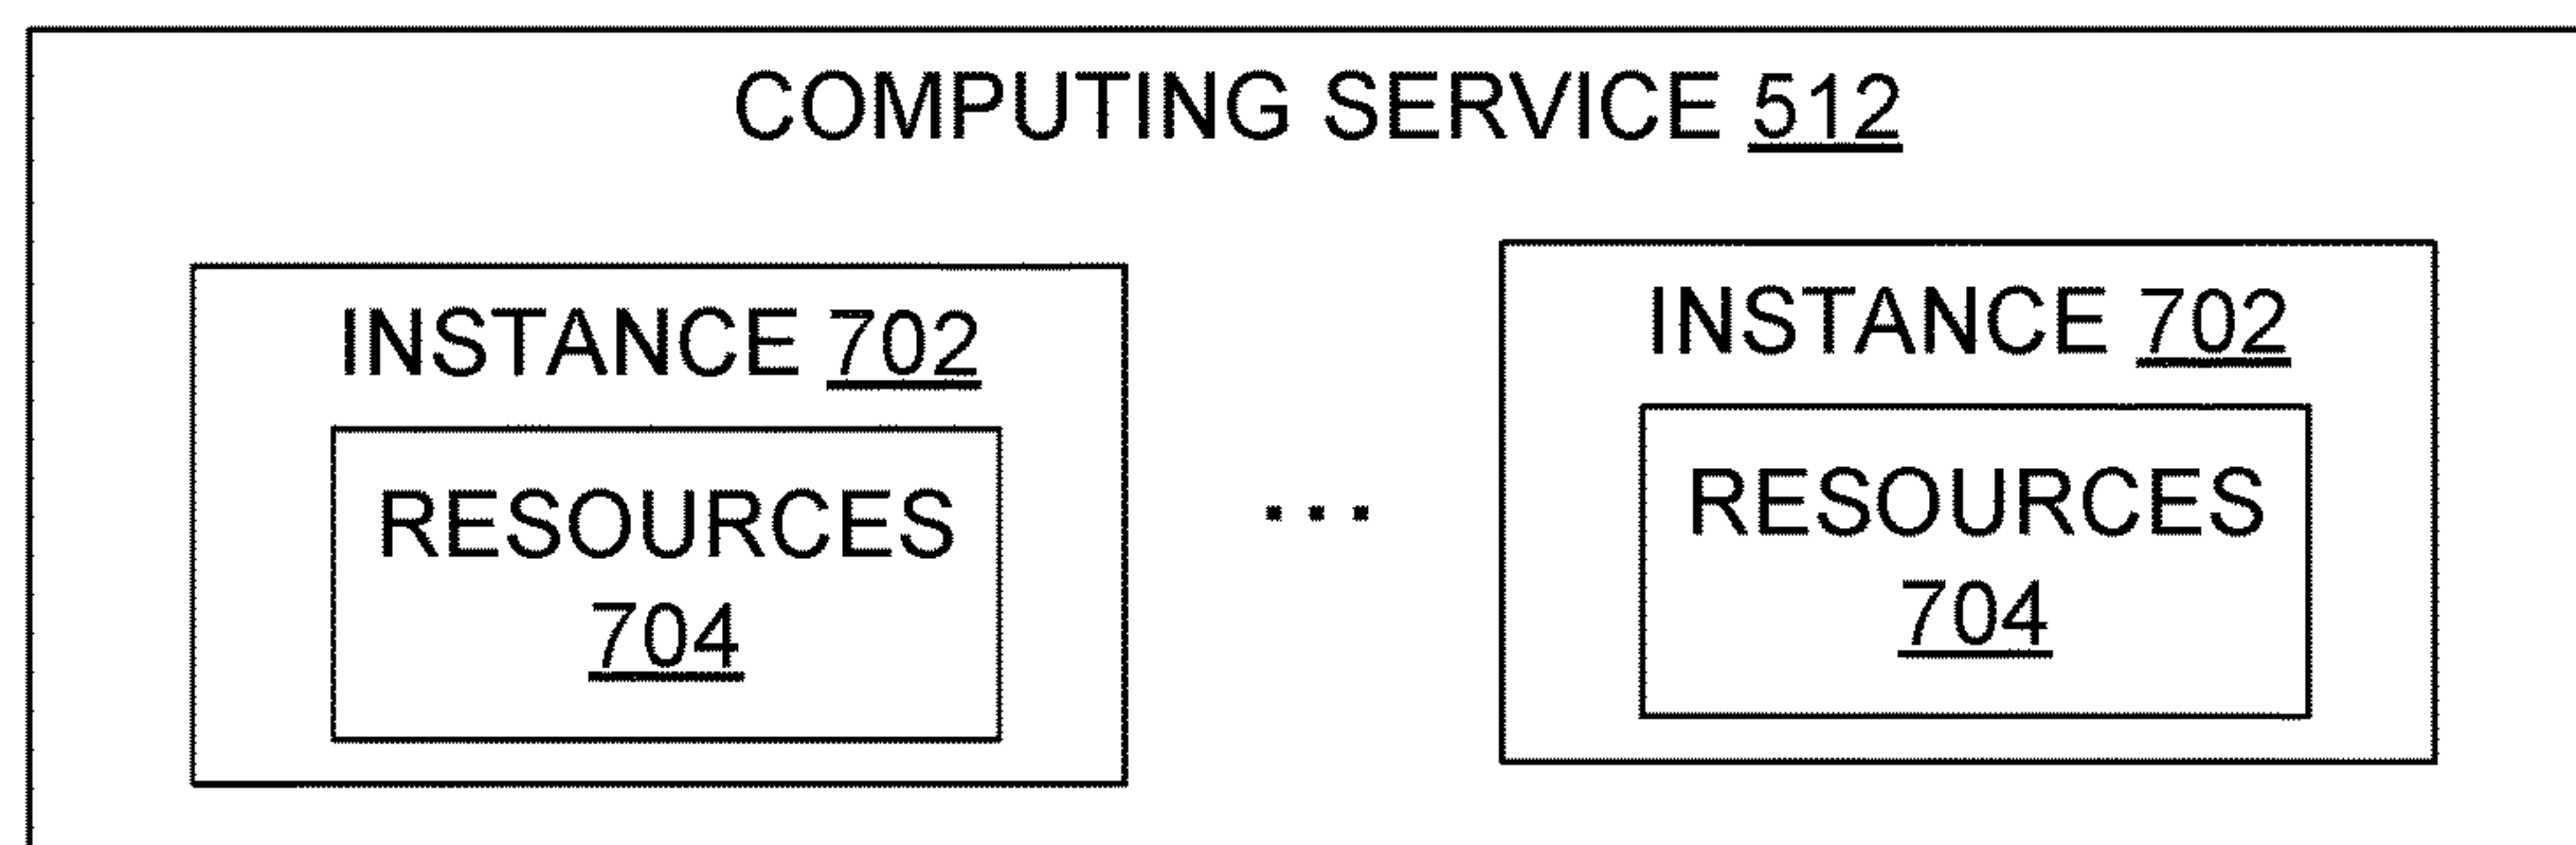 COMPUTING SERVICE 512
INSTANCE 702
RESOURCES
704
...
INSTANCE 702
RESOURCES
704